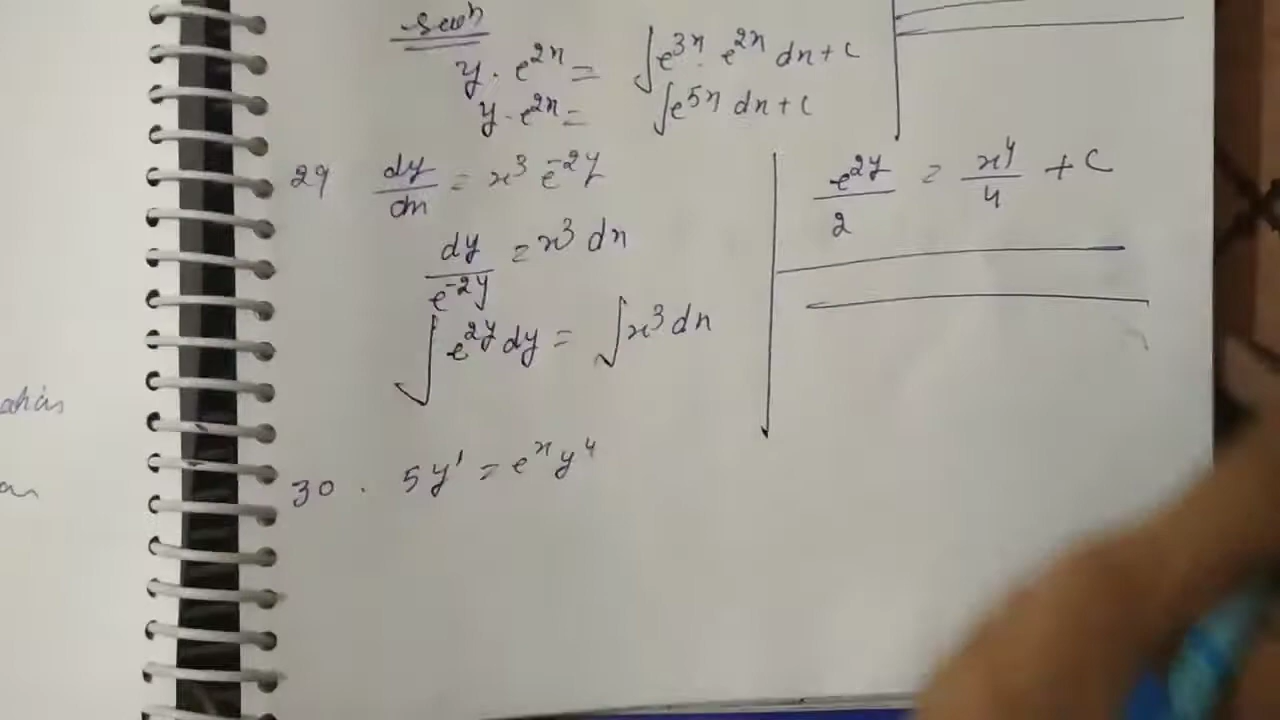 soln
y · e^{2x} = ∫e^{3x} · e^{2x} dx + C
y · e^{2x} = ∫e^{5x} dx + C
29 dy/dx = x^3 e^{-2y}
dy/e^{-2y} = x^3 dx
∫e^{2y} dy = ∫x^3 dx
e^{2y}/2 = x^4/4 + C
30 . 5y' = e^x y^4